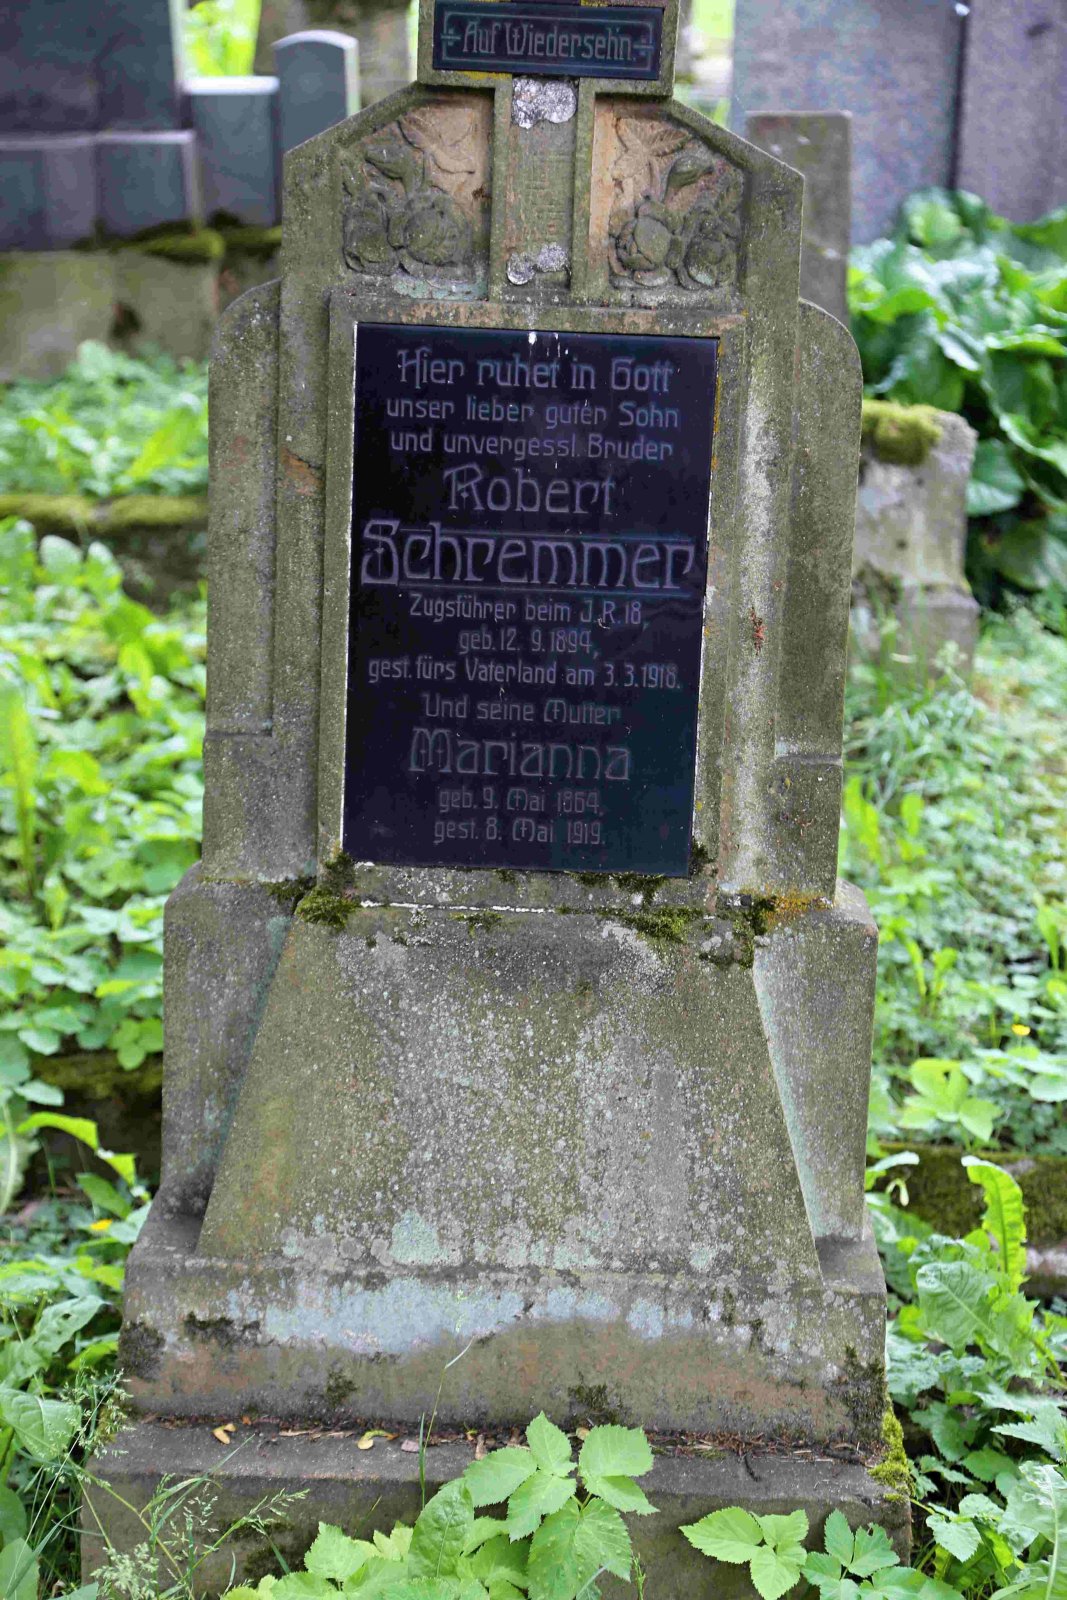 Auf Wiederseh'n.
Hier ruhet in Gott
unser lieber guter Sohn
und unvergessl. Bruder
Robert
Schremmer
Zugsführer beim J.R.18,
geb. 12. 9. 1894,
gest. fürs Vaterland am 3.3.1918.
Und seine Mutter
Marianna
geb. 9. Mai 1864,
gest. 8. Mai 1919.